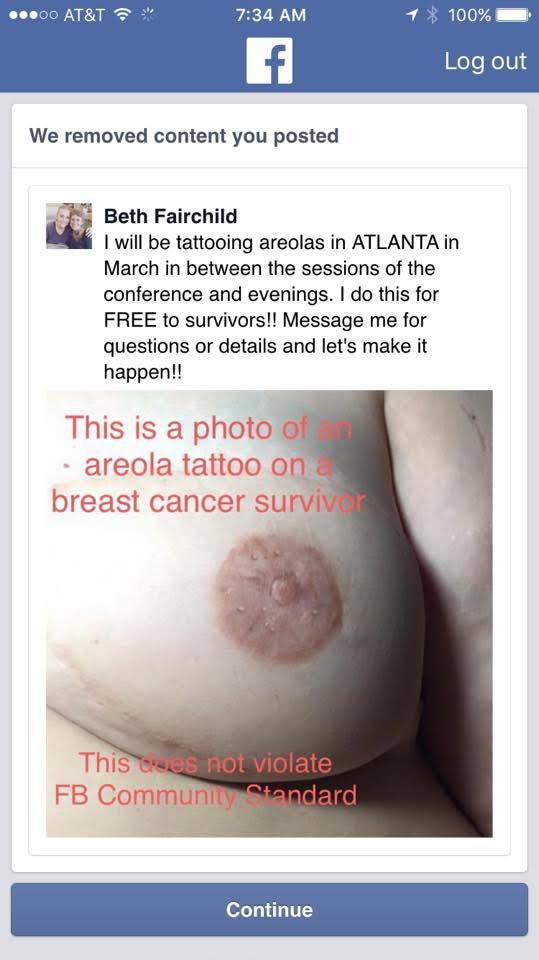 AT&T 7:34 AM 100%
f Log out
We removed content you posted
Beth Fairchild
I will be tattooing areolas in ATLANTA in
March in between the sessions of the
conference and evenings. I do this for
FREE to survivors!! Message me for
questions or details and let's make it
happen!!
This is a photo of an
areola tattoo on a
breast cancer survivor
This does not violate
FB Community Standard
Continue